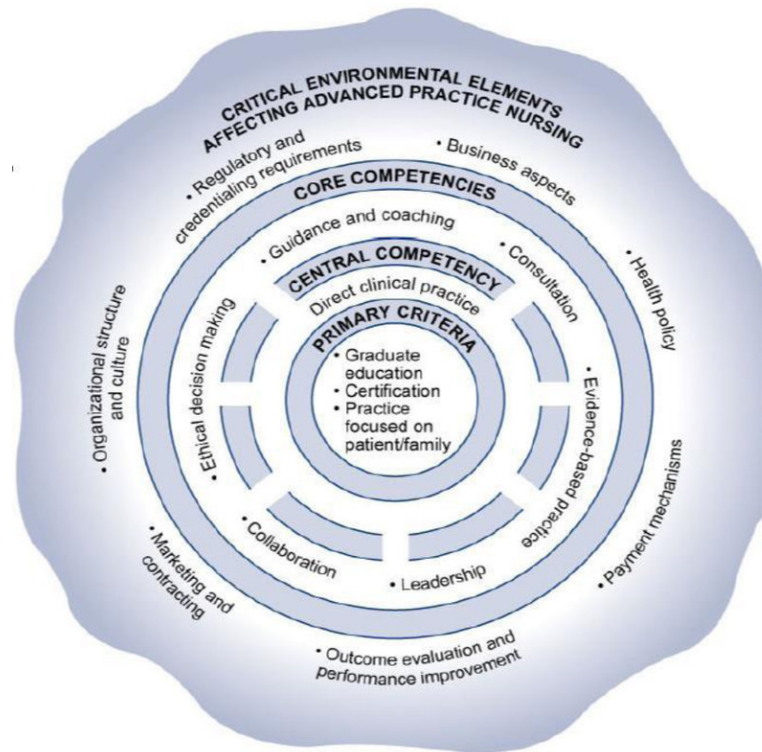 CRITICAL ENVIRONMENTAL ELEMENTS
AFFECTING ADVANCED PRACTICE NURSING
• Regulatory and
credentialing requirements
• Business aspects
• Health policy
• Payment mechanisms
• Outcome evaluation and
performance improvement
• Marketing and
contracting
• Organizational structure
and culture
CORE COMPETENCIES
• Guidance and coaching
• Consultation
• Evidence-based practice
• Leadership
• Collaboration
• Ethical decision making
CENTRAL COMPETENCY
Direct clinical practice
PRIMARY CRITERIA
• Graduate
education
• Certification
• Practice
focused on
patient/family